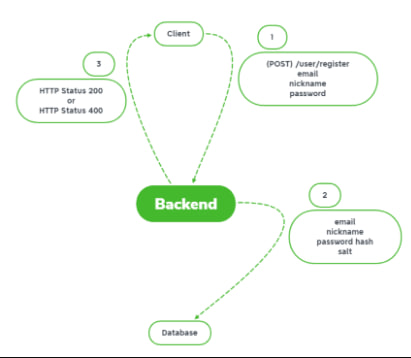 Client
1
(POST) /user/register
email
nickname
password
3
HTTP Status 200
or
HTTP Status 400
Backend
2
email
nickname
password hash
salt
Database